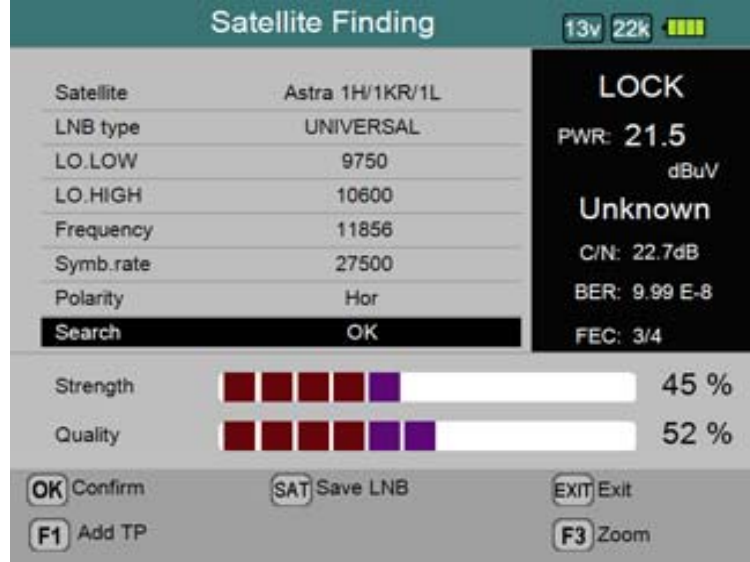 Satellite Finding 13v 22k
Satellite Astra 1H/1KR/1L
LNB type UNIVERSAL
LO.LOW 9750
LO.HIGH 10600
Frequency 11856
Symb.rate 27500
Polarity Hor
Search OK
LOCK
PWR: 21.5
dBuV
Unknown
C/N: 22.7dB
BER: 9.99 E-8
FEC: 3/4
Strength 45 %
Quality 52 %
OK Confirm SAT Save LNB EXIT Exit
F1 Add TP F3 Zoom